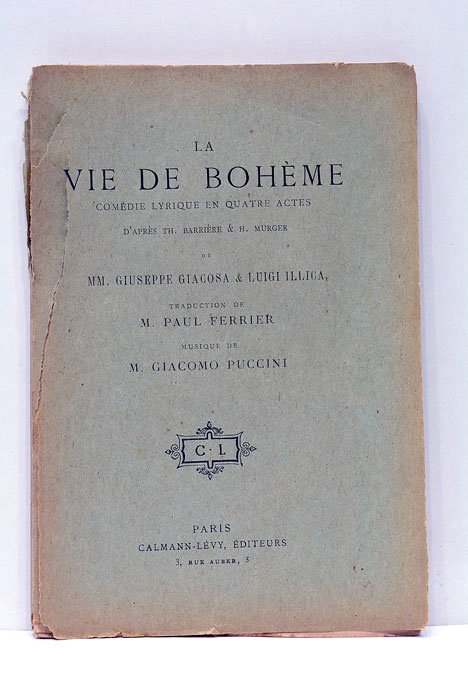 LA
VIE DE BOHÈME
COMÉDIE LYRIQUE EN QUATRE ACTES
D'APRÈS TH. BARRIÈRE & H. MURGER
DE
MM. GIUSEPPE GIACOSA & LUIGI ILLICA
TRADUCTION DE
M. PAUL FERRIER
MUSIQUE DE
M. GIACOMO PUCCINI
C · L
PARIS
CALMANN-LÉVY, ÉDITEURS
3, RUE AUBER, 3